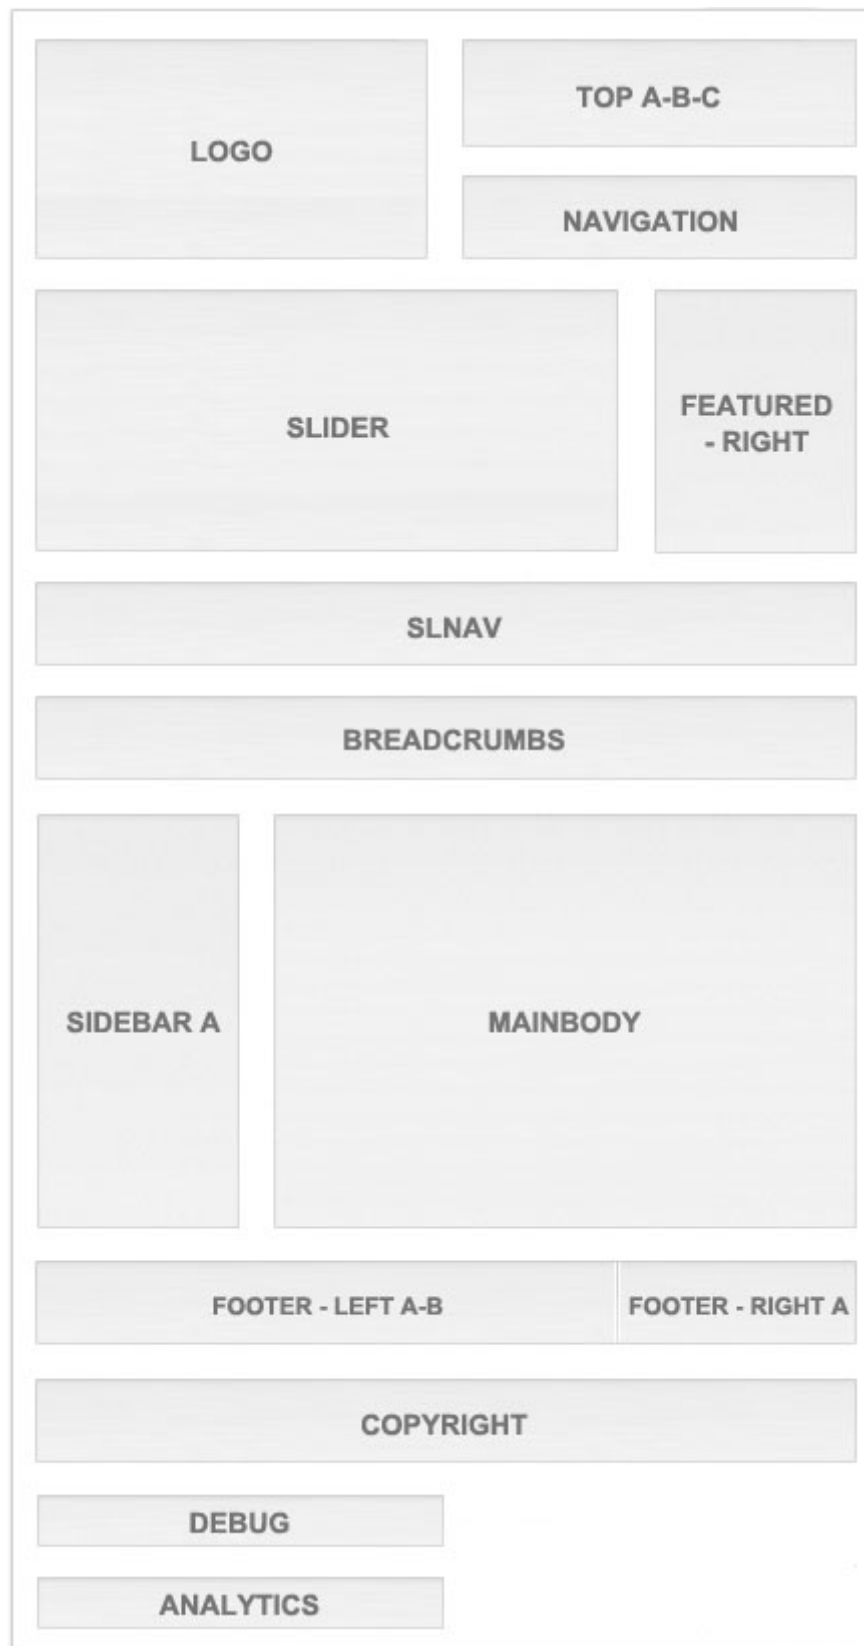 LOGO
TOP A-B-C
NAVIGATION
SLIDER
FEATURED
- RIGHT
SLNAV
BREADCRUMBS
SIDEBAR A
MAINBODY
FOOTER - LEFT A-B
FOOTER - RIGHT A
COPYRIGHT
DEBUG
ANALYTICS